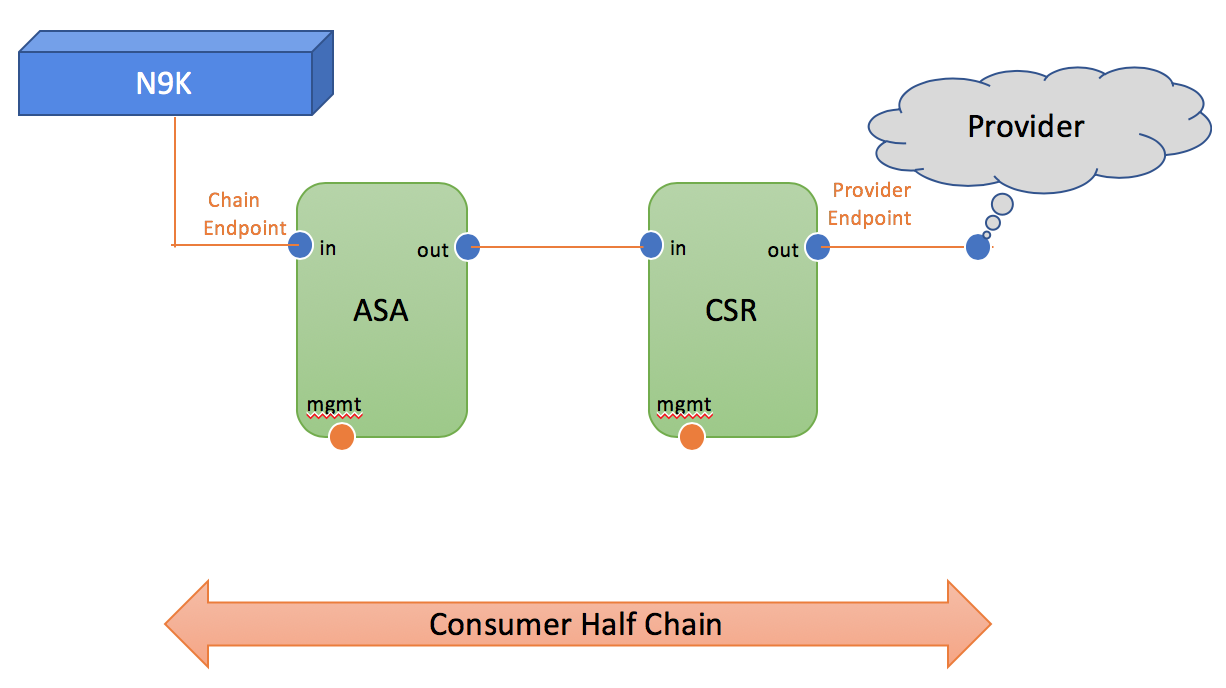 N9K
Provider
Chain
Endpoint
Provider
Endpoint
in
out
in
out
ASA
CSR
mgmt
mgmt
Consumer Half Chain